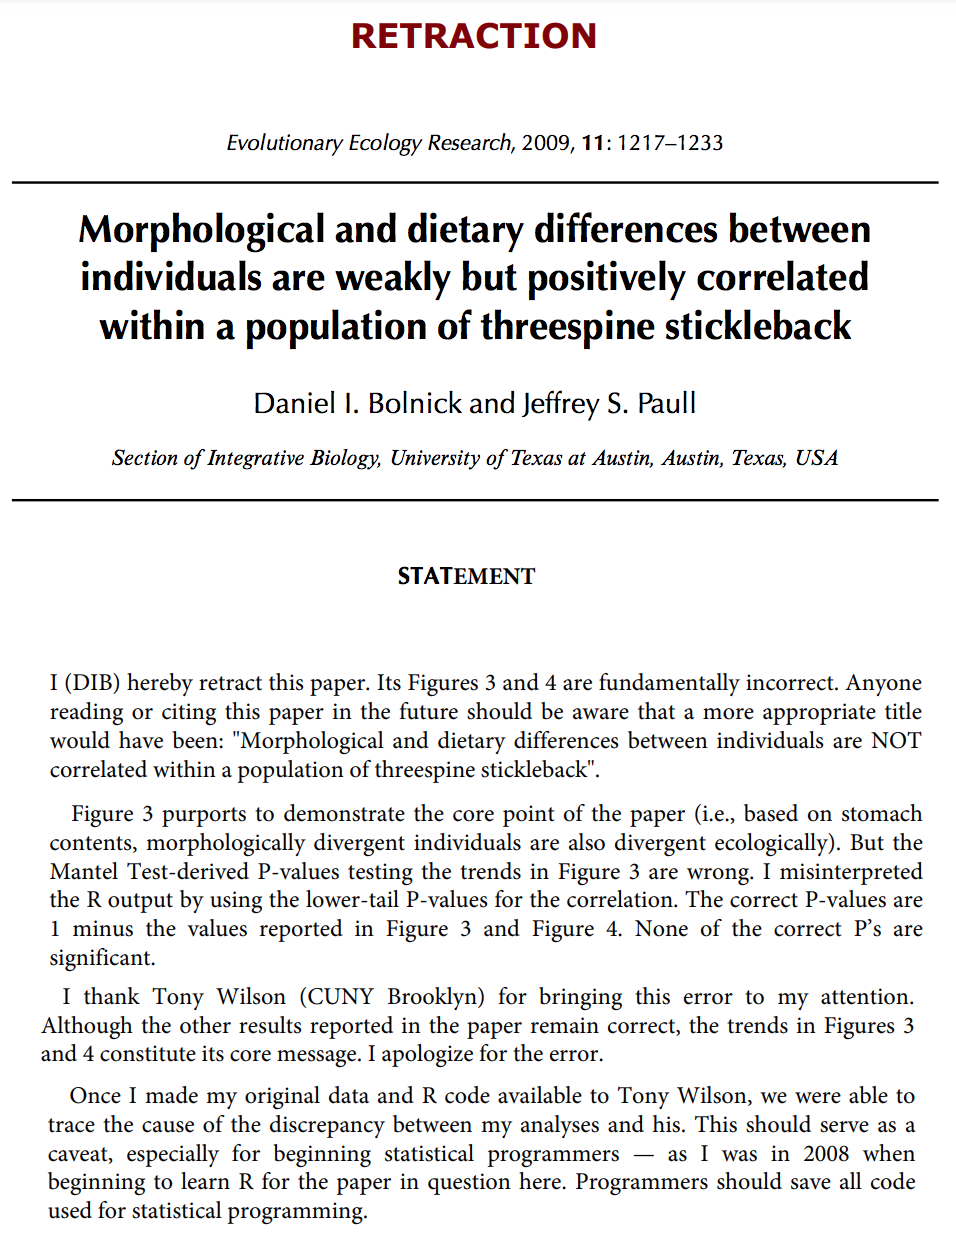 RETRACTION
Evolutionary Ecology Research, 2009, 11: 1217–1233
Morphological and dietary differences between
individuals are weakly but positively correlated
within a population of threespine stickleback
Daniel I. Bolnick and Jeffrey S. Paull
Section of Integrative Biology, University of Texas at Austin, Austin, Texas, USA
STATEMENT
I (DIB) hereby retract this paper. Its Figures 3 and 4 are fundamentally incorrect. Anyone
reading or citing this paper in the future should be aware that a more appropriate title
would have been: "Morphological and dietary differences between individuals are NOT
correlated within a population of threespine stickleback".
Figure 3 purports to demonstrate the core point of the paper (i.e., based on stomach
contents, morphologically divergent individuals are also divergent ecologically). But the
Mantel Test-derived P-values testing the trends in Figure 3 are wrong. I misinterpreted
the R output by using the lower-tail P-values for the correlation. The correct P-values are
1 minus the values reported in Figure 3 and Figure 4. None of the correct P’s are
significant.
I thank Tony Wilson (CUNY Brooklyn) for bringing this error to my attention.
Although the other results reported in the paper remain correct, the trends in Figures 3
and 4 constitute its core message. I apologize for the error.
Once I made my original data and R code available to Tony Wilson, we were able to
trace the cause of the discrepancy between my analyses and his. This should serve as a
caveat, especially for beginning statistical programmers — as I was in 2008 when
beginning to learn R for the paper in question here. Programmers should save all code
used for statistical programming.